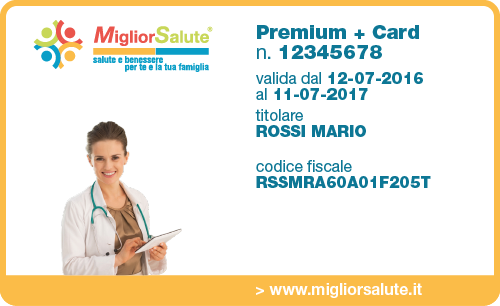 MigliorSalute®
salute e benessere
per te e la tua famiglia
Premium + Card
n. 12345678
valida dal 12-07-2016
al 11-07-2017
titolare
ROSSI MARIO
codice fiscale
RSSMRA60A01F205T
> www.migliorsalute.it